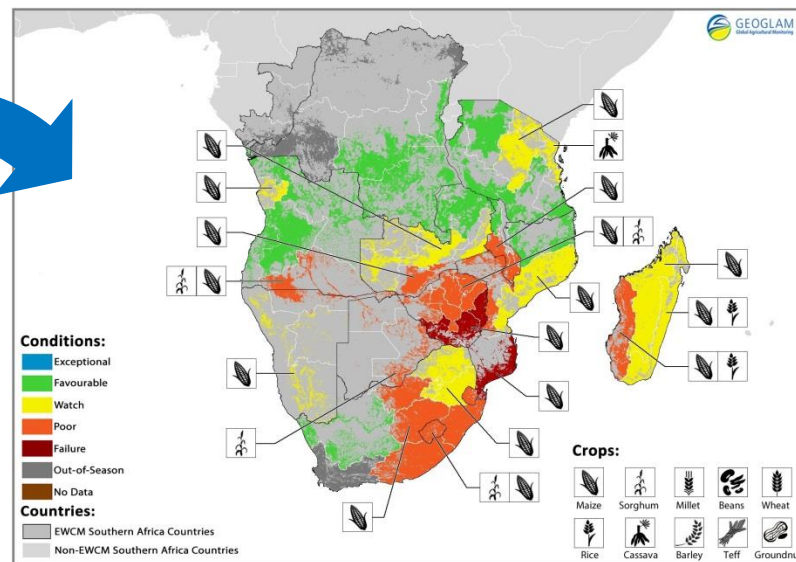 GEOGLAM
Global Agricultural Monitoring
Conditions:
Exceptional
Favourable
Watch
Poor
Failure
Out-of-Season
No Data
Countries:
EWCM Southern Africa Countries
Non-EWCM Southern Africa Countries
Crops:
Maize Sorghum Millet Beans Wheat
Rice Cassava Barley Teff Groundnu